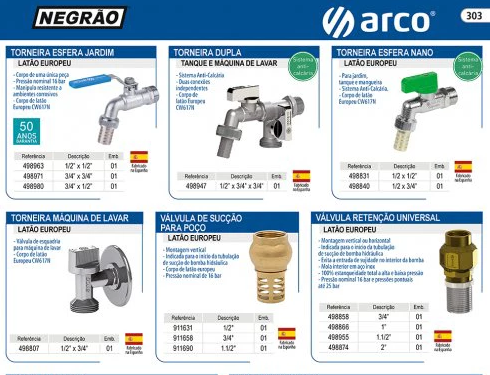 NEGRÃO
arco®
303
TORNEIRA ESFERA JARDIM
LATÃO EUROPEU
- Corpo de uma única peça
- Pressão nominal 16 bar
- Manípulo resistente a
ambientes corrosivos
- Corpo de latão
Europeu CW617N
50
ANOS
GARANTIA
Referência Descrição Emb.
498963 1/2" x 1/2" 01
498971 3/4" x 3/4" 01
498980 3/4" x 1/2" 01
Fabricado
na Espanha
TORNEIRA DUPLA
TANQUE E MÁQUINA DE LAVAR
LATÃO EUROPEU
- Sistema Anti-Calcária
- Duas conexões
independentes
- Corpo de latão
Europeu CW617N
Sistema
anti-
calcária
Referência Descrição Emb.
498947 1/2" x 3/4" x 3/4" 01
Fabricado
na Espanha
TORNEIRA ESFERA NANO
LATÃO EUROPEU
- Para jardim,
tanque e mangueira
- Sistema Anti-Calcária.
- Corpo de latão
Europeu CW617N
Sistema
anti-
calcária
Referência Descrição Emb.
498831 1/2 x 1/2" 01
498840 1/2 x 3/4" 01
Fabricado
na Espanha
TORNEIRA MÁQUINA DE LAVAR
LATÃO EUROPEU
- Válvula de esquadria
para máquina de lavar
- Corpo de latão
Europeu CW617N
Referência Descrição Emb.
498807 1/2" x 3/4" 01
Fabricado
na Espanha
VÁLVULA DE SUCÇÃO
PARA POÇO
LATÃO EUROPEU
- Montagem vertical
- Indicada para o início da tubulação
de sucção de bomba hidráulica
- Corpo de latão europeu
- Pressão nominal de 16 bar
Referência Descrição Emb.
911631 1/2" 01
911658 3/4" 01
911690 1.1/2" 01
Fabricado
na Espanha
VÁLVULA RETENÇÃO UNIVERSAL
LATÃO EUROPEU
- Montagem vertical ou horizontal
- Indicada para o início da tubulação
de sucção de bomba hidráulica
- Evita a entrada de sujidade no interior da bomba
- Mola interior em aço inox
- 100% estanqueidade total a alta e baixa pressão
- Pressão nominal 16 bar e pressões pontuais
até 25 bar
Referência Descrição Emb.
498858 3/4" 01
498866 1" 01
498955 1.1/2" 01
498874 2" 01
Fabricado
na Espanha